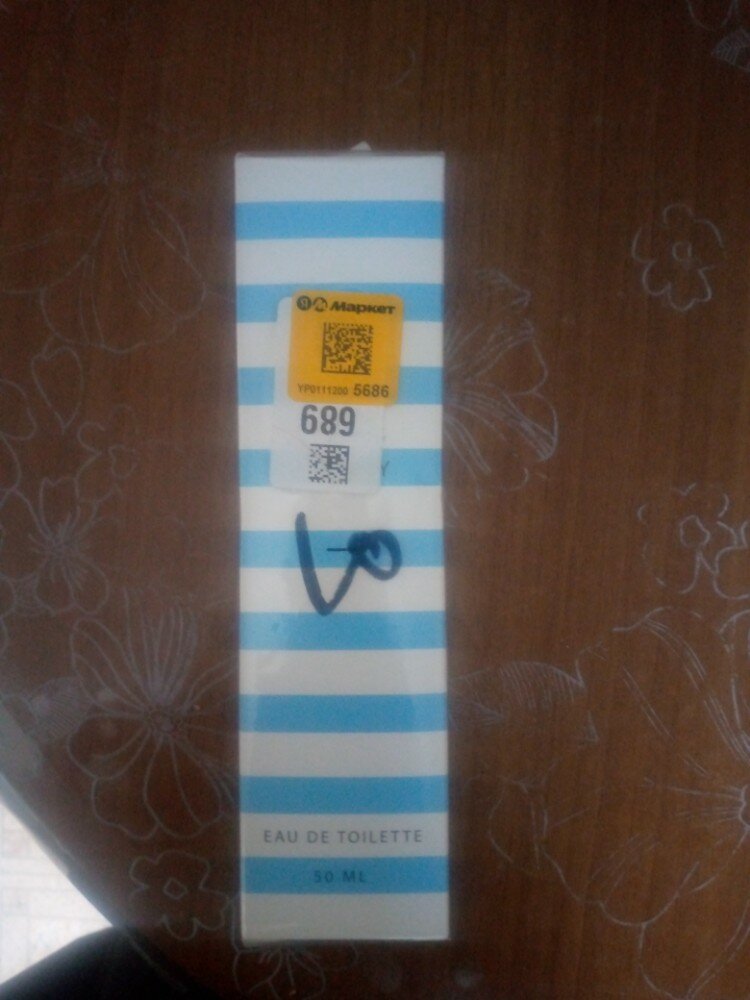 Я Маркет
YP0111200 5686
689
Y
EAU DE TOILETTE
50 ML